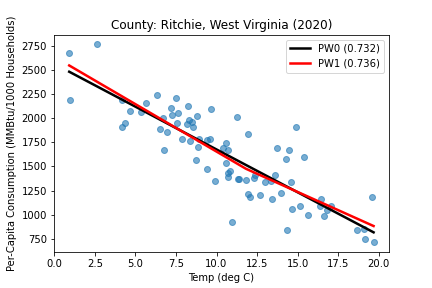 County: Ritchie, West Virginia (2020)
Per-Capita Consumption (MMBtu/1000 Households)
2750
2500
2250
2000
1750
1500
1250
1000
750
PW0 (0.732)
PW1 (0.736)
0.0 2.5 5.0 7.5 10.0 12.5 15.0 17.5 20.0
Temp (deg C)